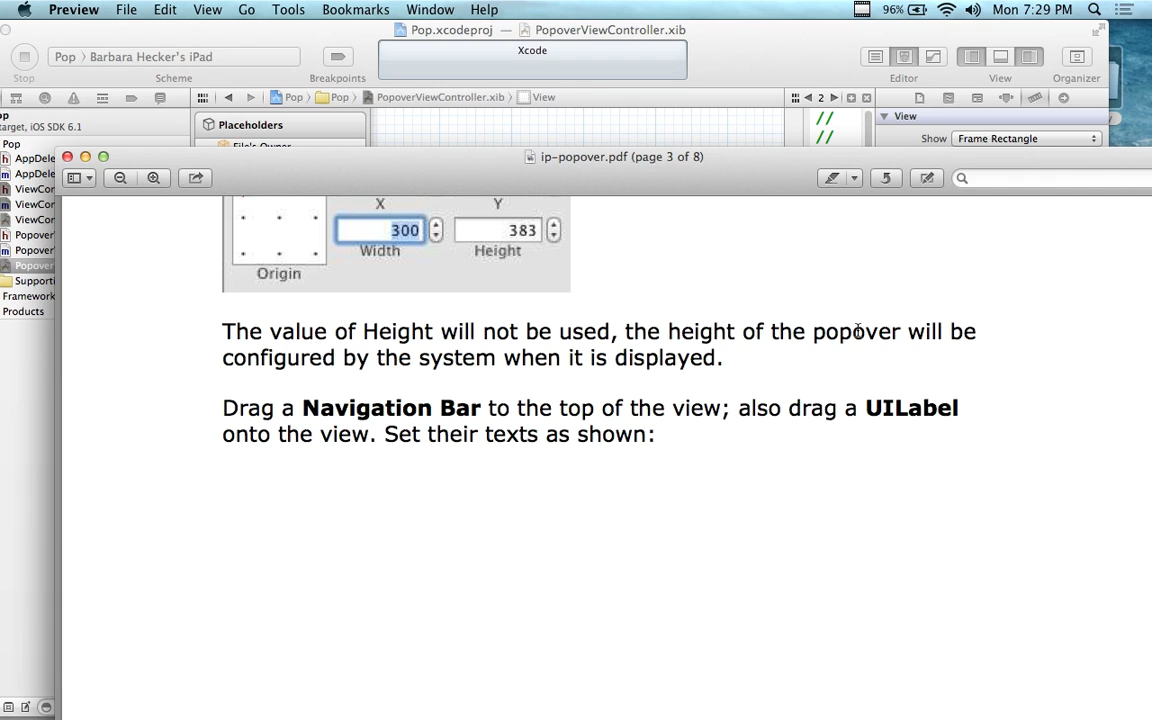 Preview File Edit View Go Tools Bookmarks Window Help 96% Mon 7:29 PM
Pop.xcodeproj — PopoverViewController.xib
Pop 〉 Barbara Hecker's iPad
Xcode
Stop Scheme Breakpoints Editor View Organizer
Pop 〉 Pop 〉 PopoverViewController.xib 〉 View 2
op
target, iOS SDK 6.1
Placeholders
File's Owner
//
//
View
Show Frame Rectangle
Pop
AppDele
AppDele
ViewCon
ViewCor
ViewCor
Popover
Popover
Popover
Supporti
Framework
Products
ip-popover.pdf (page 3 of 8)
X Y
300 383
Width Height
Origin
The value of Height will not be used, the height of the popover will be
configured by the system when it is displayed.
Drag a Navigation Bar to the top of the view; also drag a UILabel
onto the view. Set their texts as shown: